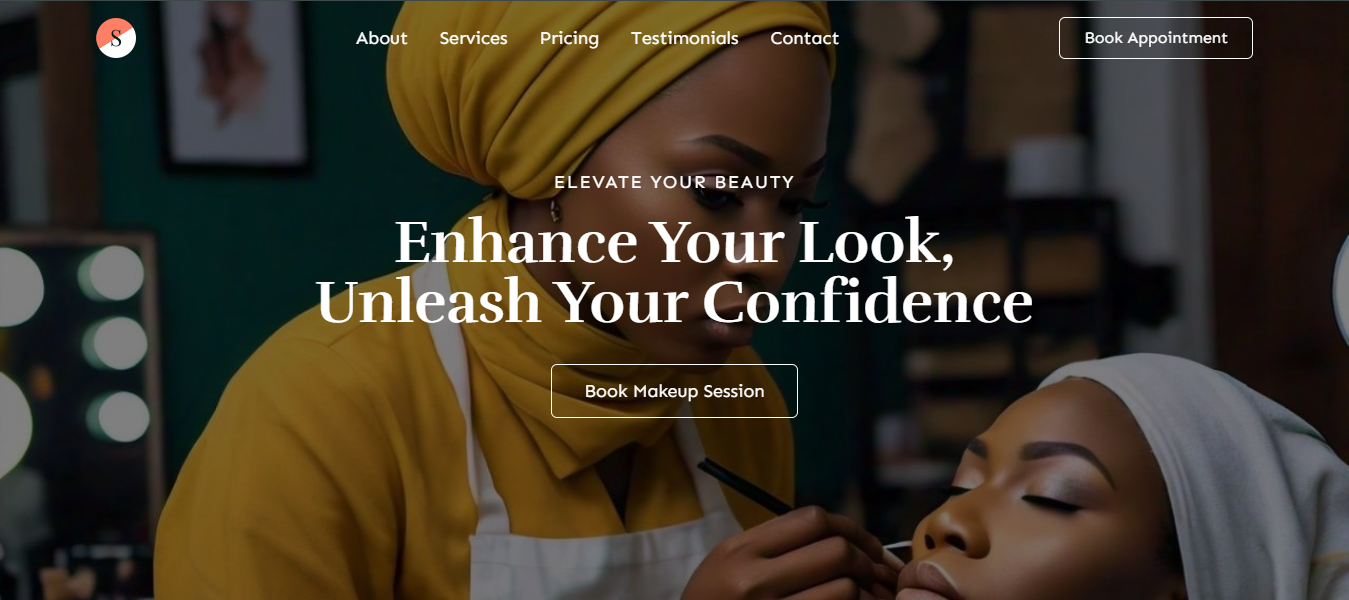 S
About Services Pricing Testimonials Contact
Book Appointment
ELEVATE YOUR BEAUTY
Enhance Your Look,
Unleash Your Confidence
Book Makeup Session